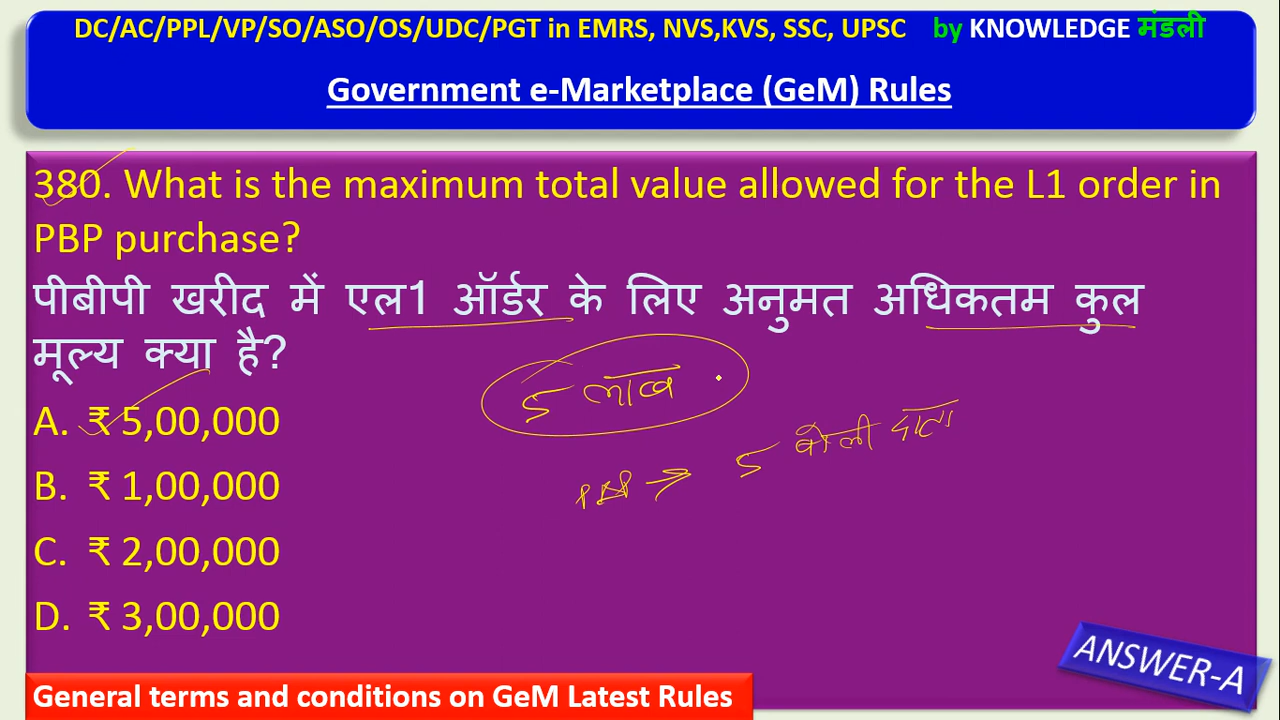 DC/AC/PPL/VP/SO/ASO/OS/UDC/PGT in EMRS, NVS,KVS, SSC, UPSC by KNOWLEDGE मंडली
Government e-Marketplace (GeM) Rules
380. What is the maximum total value allowed for the L1 order in
PBP purchase?
पीबीपी खरीद में एल1 ऑर्डर के लिए अनुमत अधिकतम कुल
मूल्य क्या है?
5 लाख
A. ₹ 5,00,000
PBP → 5 बोली दाता
B. ₹ 1,00,000
C. ₹ 2,00,000
D. ₹ 3,00,000
ANSWER-A
General terms and conditions on GeM Latest Rules